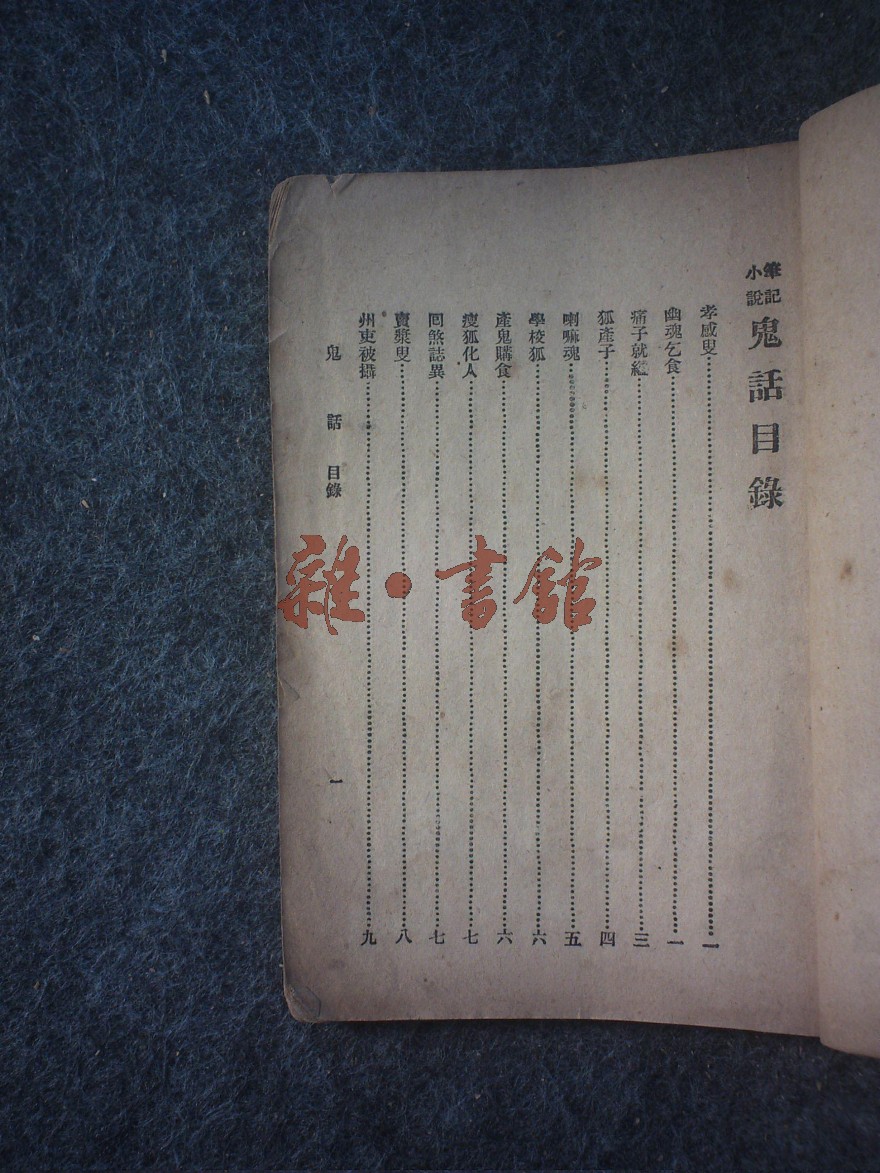 筆記小說 鬼話目錄
孝感叟……一
幽魂乞食……一
痛子就繼……三
狐產子……四
喇嘛魂……五
學校狐……六
產鬼購食……六
瘦狐化人……七
回煞誌異……七
賣漿叟……八
州吏被攝……九
鬼話 目錄
一
雜·書館